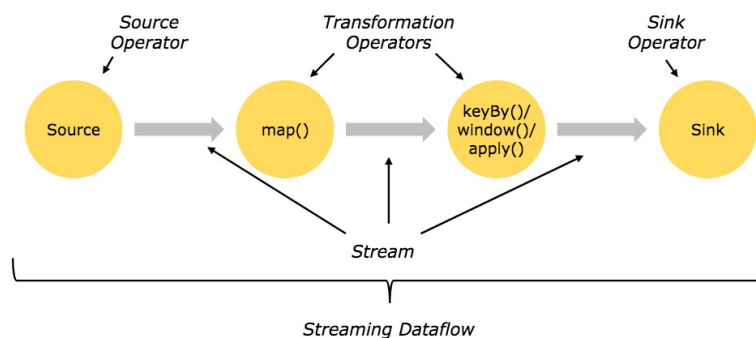 Source
Operator
Transformation
Operators
Sink
Operator
Source
map()
keyBy()/
window()/
apply()
Sink
Stream
Streaming Dataflow